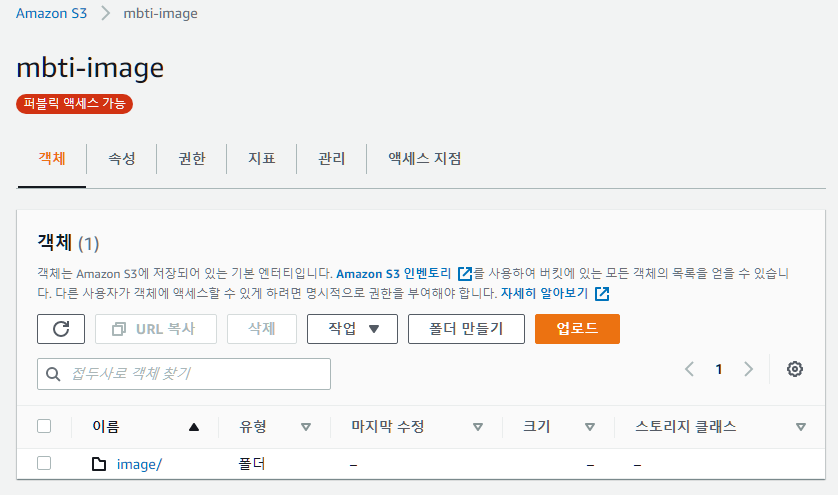 Amazon S3 > mbti-image
mbti-image
퍼블릭 액세스 가능
객체 속성 권한 지표 관리 액세스 지점
객체 (1)
객체는 Amazon S3에 저장되어 있는 기본 엔터티입니다. Amazon S3 인벤토리 를 사용하여 버킷에 있는 모든 객체의 목록을 얻을 수 있습니
다. 다른 사용자가 객체에 액세스할 수 있게 하려면 명시적으로 권한을 부여해야 합니다. 자세히 알아보기
URL 복사 삭제 작업 폴더 만들기 업로드
접두사로 객체 찾기 1
이름 유형 마지막 수정 크기 스토리지 클래스
image/ 폴더 – – –